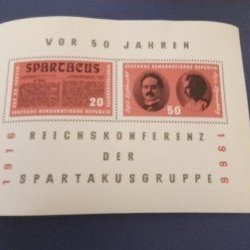 VOR 50 JAHREN
SPARTACUS
20
DEUTSCHE DEMOKRATISCHE REPUBLIK
DEUTSCHE DEMOKRATISCHE REPUBLIK
50
1916
1966
REICHSKONFERENZ
DER
SPARTAKUSGRUPPE